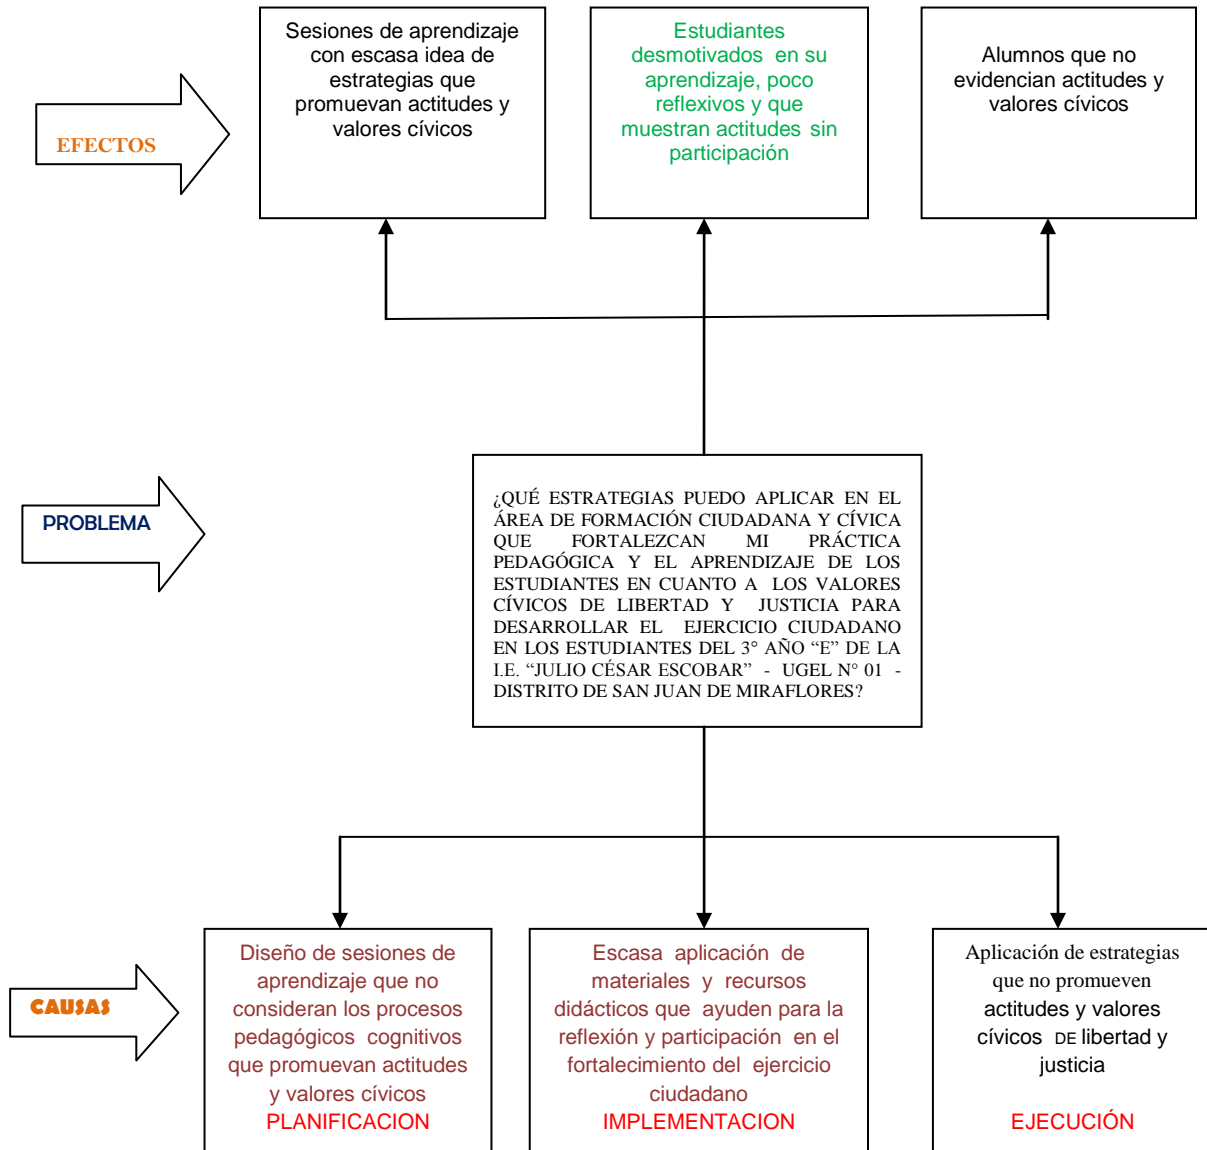 EFECTOS
Sesiones de aprendizaje
con escasa idea de
estrategias que
promuevan actitudes y
valores cívicos
Estudiantes
desmotivados en su
aprendizaje, poco
reflexivos y que
muestran actitudes sin
participación
Alumnos que no
evidencian actitudes y
valores cívicos
PROBLEMA
¿QUÉ ESTRATEGIAS PUEDO APLICAR EN EL
ÁREA DE FORMACIÓN CIUDADANA Y CÍVICA
QUE FORTALEZCAN MI PRÁCTICA
PEDAGÓGICA Y EL APRENDIZAJE DE LOS
ESTUDIANTES EN CUANTO A LOS VALORES
CÍVICOS DE LIBERTAD Y JUSTICIA PARA
DESARROLLAR EL EJERCICIO CIUDADANO
EN LOS ESTUDIANTES DEL 3° AÑO “E” DE LA
I.E. “JULIO CÉSAR ESCOBAR” - UGEL N° 01 -
DISTRITO DE SAN JUAN DE MIRAFLORES?
CAUSAS
Diseño de sesiones de
aprendizaje que no
consideran los procesos
pedagógicos cognitivos
que promuevan actitudes
y valores cívicos
PLANIFICACION
Escasa aplicación de
materiales y recursos
didácticos que ayuden para la
reflexión y participación en el
fortalecimiento del ejercicio
ciudadano
IMPLEMENTACION
Aplicación de estrategias
que no promueven
actitudes y valores
cívicos DE libertad y
justicia
EJECUCIÓN